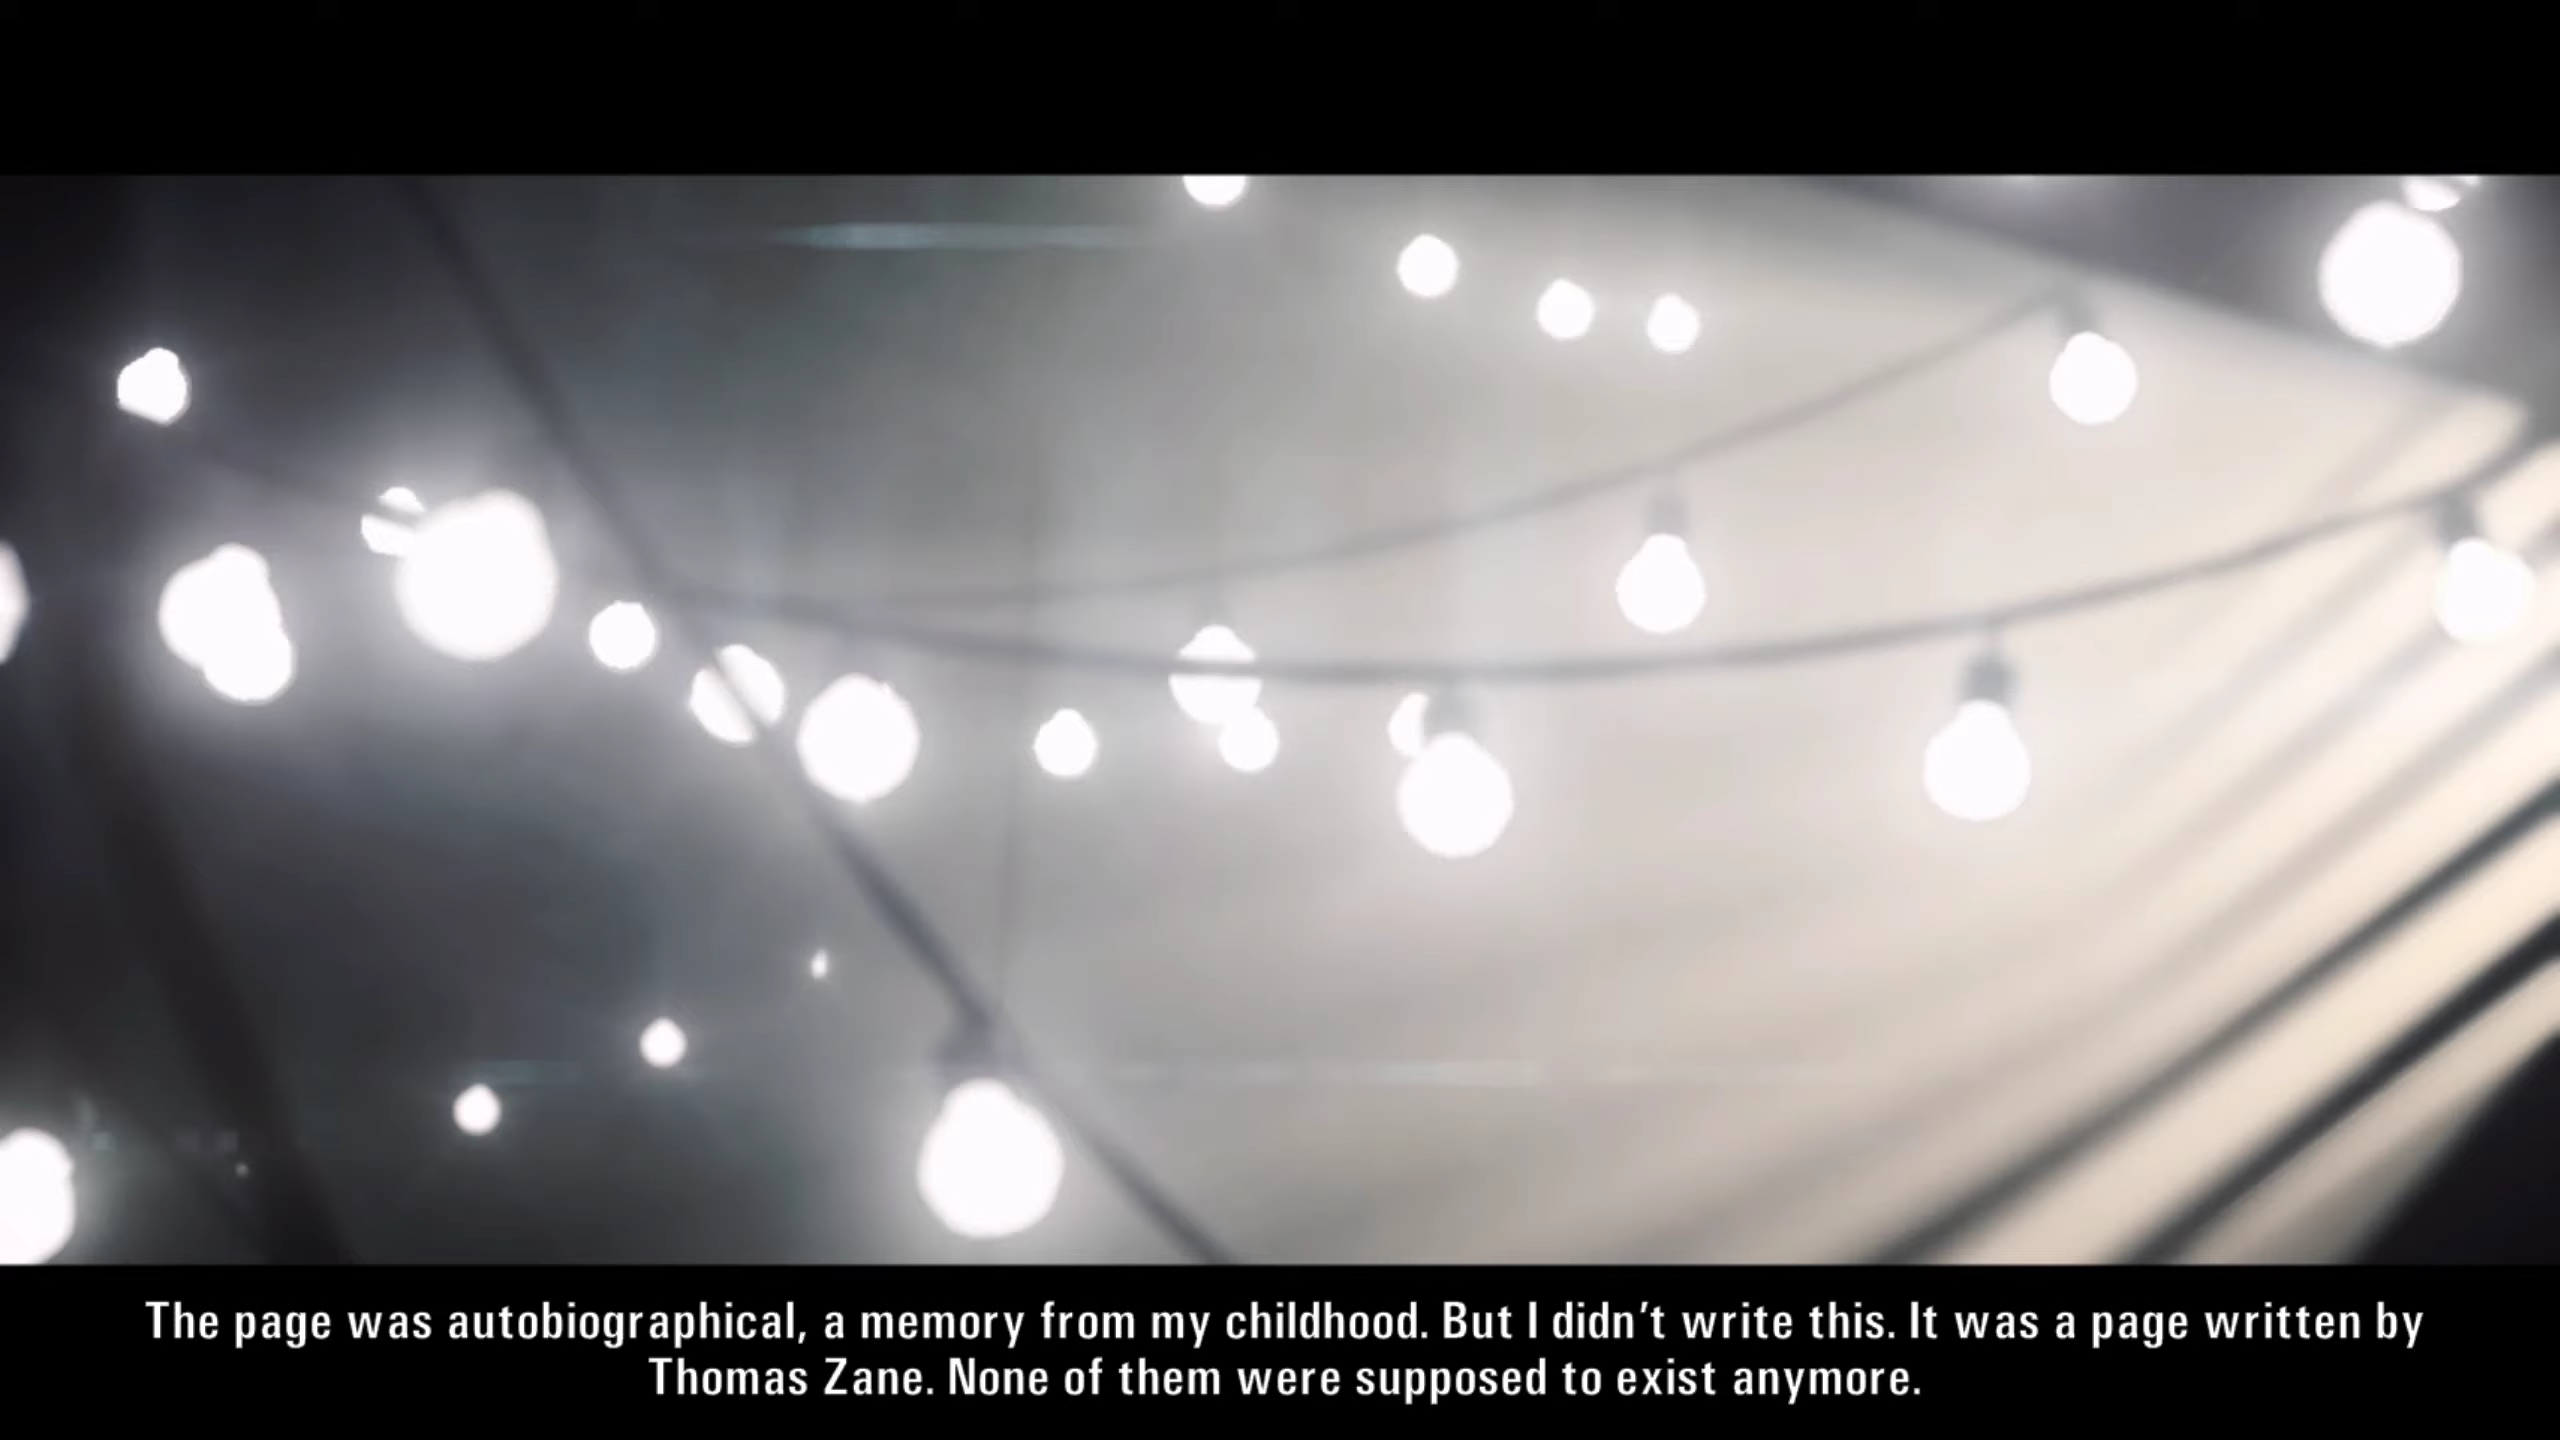 The page was autobiographical, a memory from my childhood. But I didn't write this. It was a page written by
Thomas Zane. None of them were supposed to exist anymore.